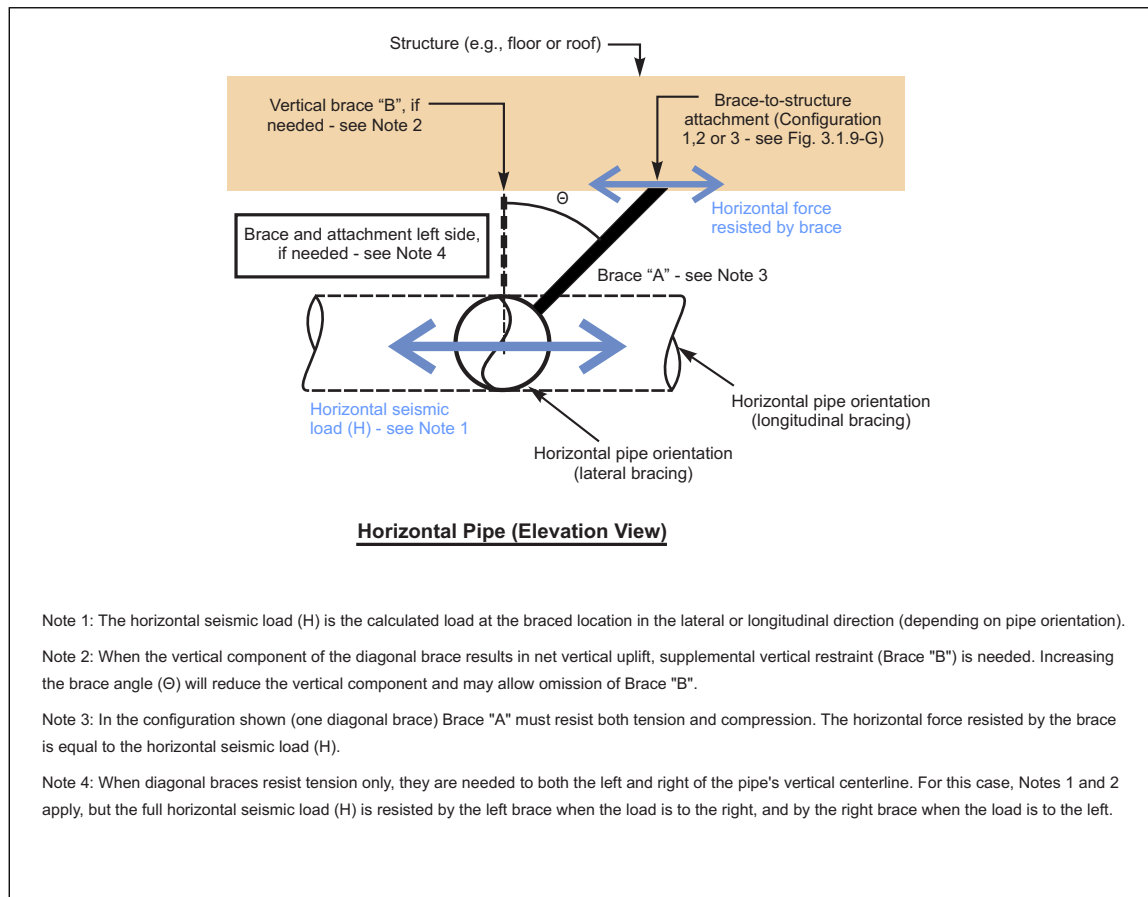 Structure (e.g., floor or roof)
Vertical brace “B”, if
needed - see Note 2
Brace-to-structure
attachment (Configuration
1,2 or 3 - see Fig. 3.1.9-G)
Θ
Horizontal force
resisted by brace
Brace and attachment left side,
if needed - see Note 4
Brace “A” - see Note 3
Horizontal seismic
load (H) - see Note 1
Horizontal pipe orientation
(longitudinal bracing)
Horizontal pipe orientation
(lateral bracing)
Horizontal Pipe (Elevation View)
Note 1: The horizontal seismic load (H) is the calculated load at the braced location in the lateral or longitudinal direction (depending on pipe orientation).
Note 2: When the vertical component of the diagonal brace results in net vertical uplift, supplemental vertical restraint (Brace "B") is needed. Increasing
the brace angle (Θ) will reduce the vertical component and may allow omission of Brace "B".
Note 3: In the configuration shown (one diagonal brace) Brace "A" must resist both tension and compression. The horizontal force resisted by the brace
is equal to the horizontal seismic load (H).
Note 4: When diagonal braces resist tension only, they are needed to both the left and right of the pipe's vertical centerline. For this case, Notes 1 and 2
apply, but the full horizontal seismic load (H) is resisted by the left brace when the load is to the right, and by the right brace when the load is to the left.